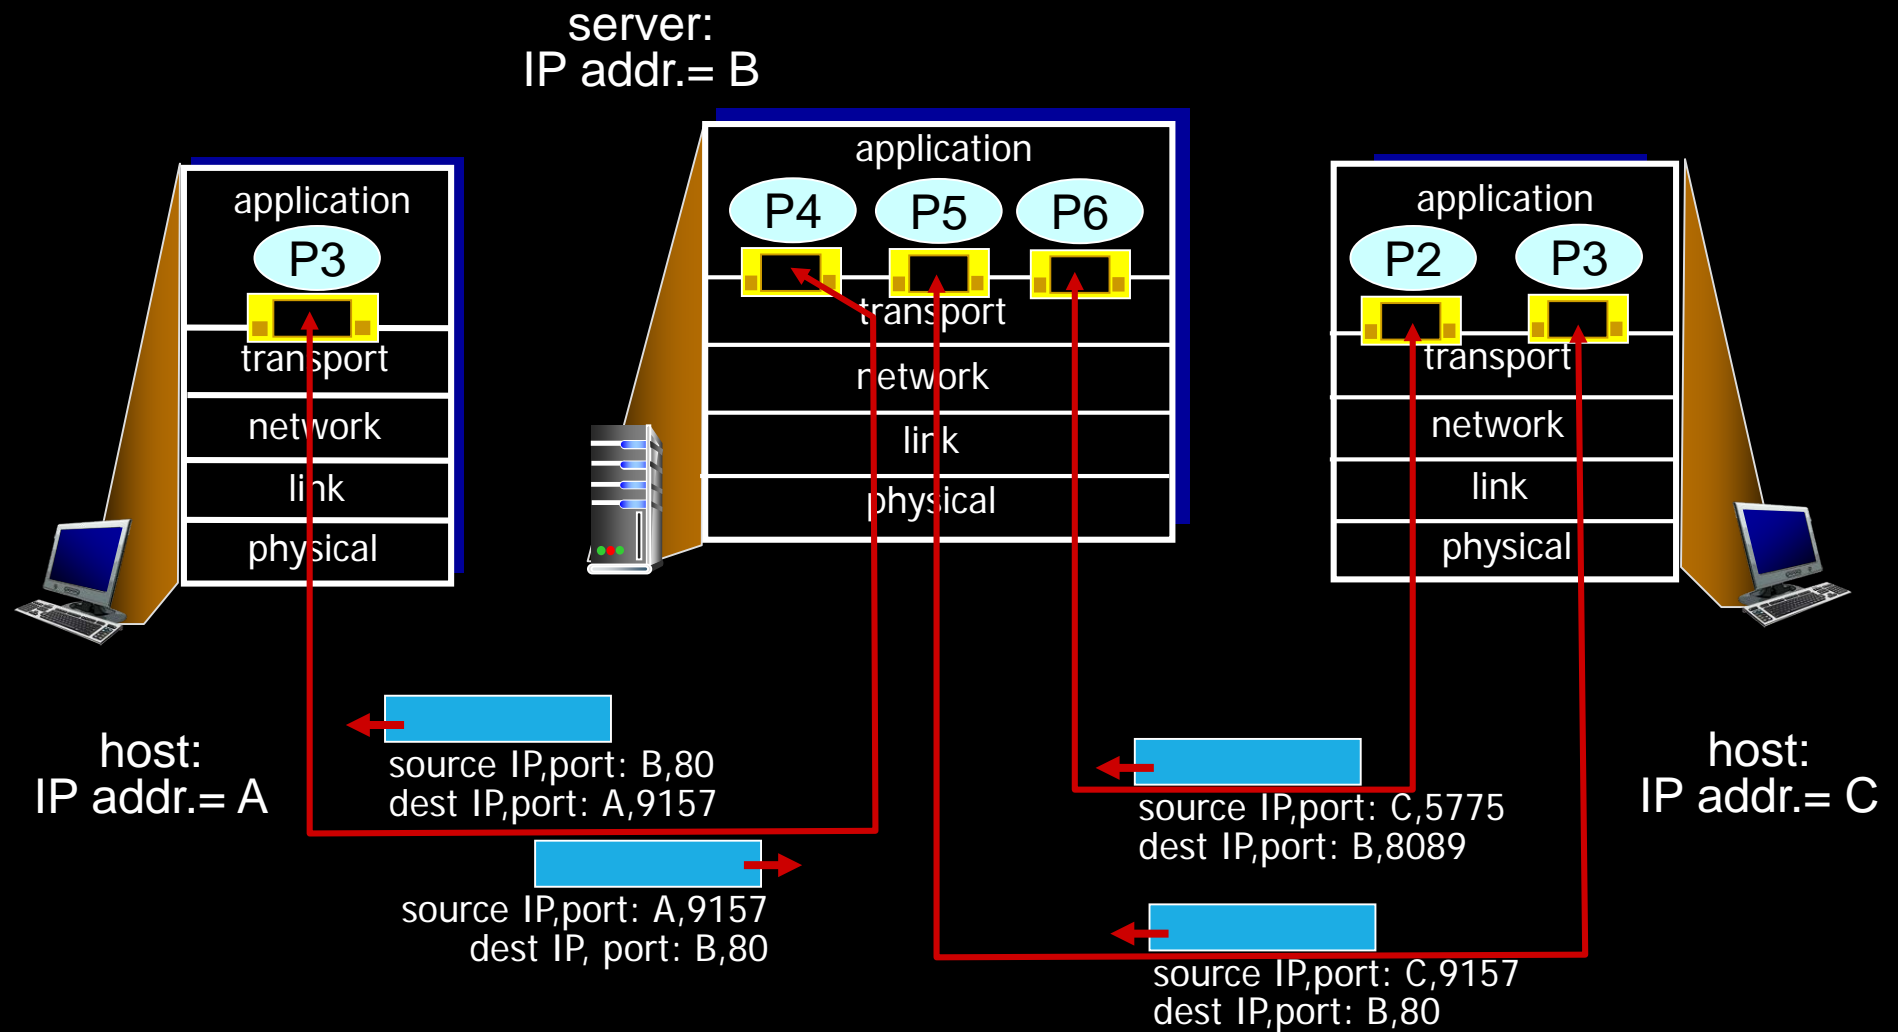 server:
IP addr.= B
application
P3
transport
network
link
physical
application
P4 P5 P6
transport
network
link
physical
application
P2 P3
transport
network
link
physical
host:
IP addr.= A
source IP,port: B,80
dest IP,port: A,9157
source IP,port: A,9157
dest IP, port: B,80
source IP,port: C,5775
dest IP,port: B,8089
source IP,port: C,9157
dest IP,port: B,80
host:
IP addr.= C